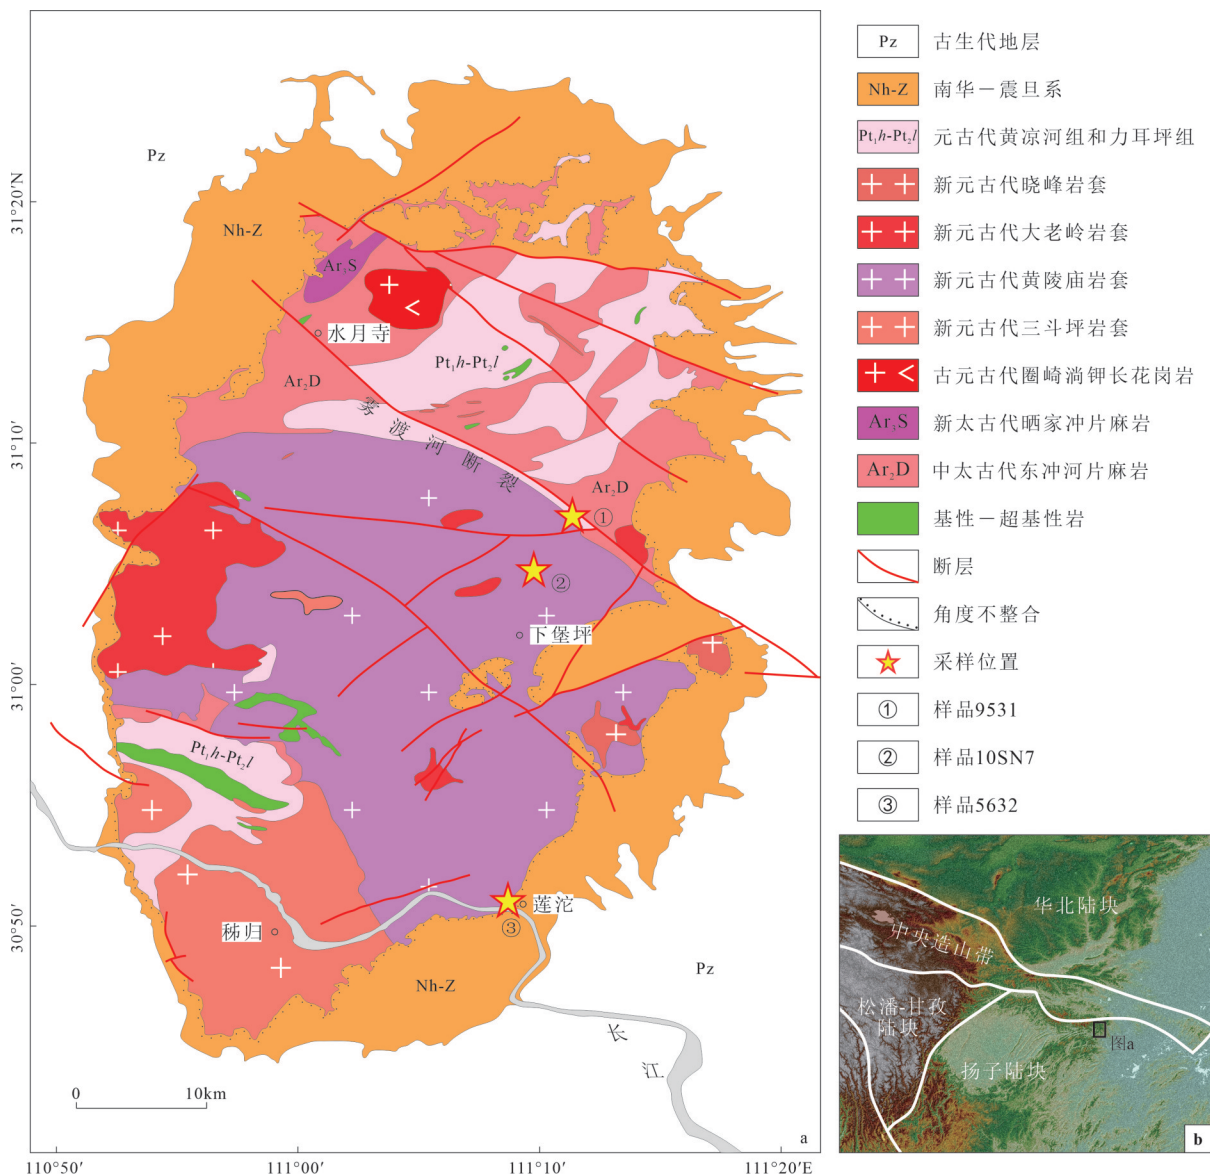 Pz
Nh-Z
Ar₃S
水月寺
Pt₁h-Pt₂l
Ar₂D
雾渡河断裂
Ar₂D
①
②
下堡坪
Pt₁h-Pt₂l
莲沱
③
秭归
Nh-Z
Pz
长江
0 10km
a
31°20′N
31°10′
31°00′
30°50′
110°50′
111°00′
111°10′
111°20′E
Pz 古生代地层
Nh-Z 南华－震旦系
Pt₁h-Pt₂l 元古代黄凉河组和力耳坪组
新元古代晓峰岩套
新元古代大老岭岩套
新元古代黄陵庙岩套
新元古代三斗坪岩套
古元古代圈崎淌钾长花岗岩
Ar₃S 新太古代晒家冲片麻岩
Ar₂D 中太古代东冲河片麻岩
基性－超基性岩
断层
角度不整合
采样位置
① 样品9531
② 样品10SN7
③ 样品5632
华北陆块
中央造山带
松潘-甘孜
陆块
图a
扬子陆块
b